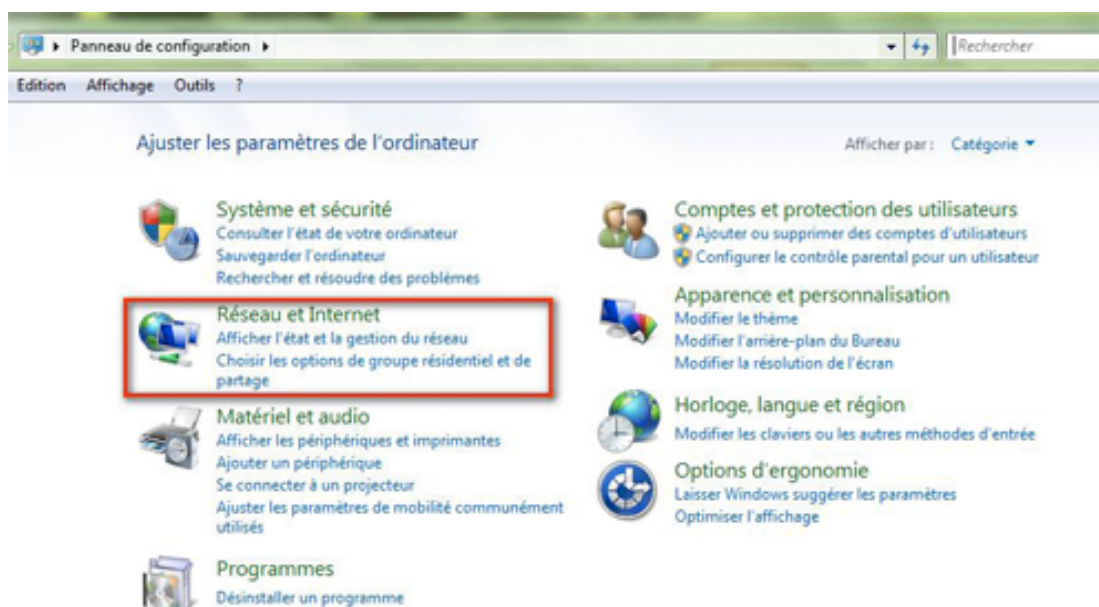 Panneau de configuration
Rechercher
Edition Affichage Outils ?
Ajuster les paramètres de l'ordinateur
Afficher par : Catégorie
Système et sécurité
Consulter l'état de votre ordinateur
Sauvegarder l'ordinateur
Rechercher et résoudre des problèmes
Réseau et Internet
Afficher l'état et la gestion du réseau
Choisir les options de groupe résidentiel et de
partage
Matériel et audio
Afficher les périphériques et imprimantes
Ajouter un périphérique
Se connecter à un projecteur
Ajuster les paramètres de mobilité communément
utilisés
Programmes
Désinstaller un programme
Comptes et protection des utilisateurs
Ajouter ou supprimer des comptes d'utilisateurs
Configurer le contrôle parental pour un utilisateur
Apparence et personnalisation
Modifier le thème
Modifier l'arrière-plan du Bureau
Modifier la résolution de l'écran
Horloge, langue et région
Modifier les claviers ou les autres méthodes d'entrée
Options d'ergonomie
Laisser Windows suggérer les paramètres
Optimiser l'affichage